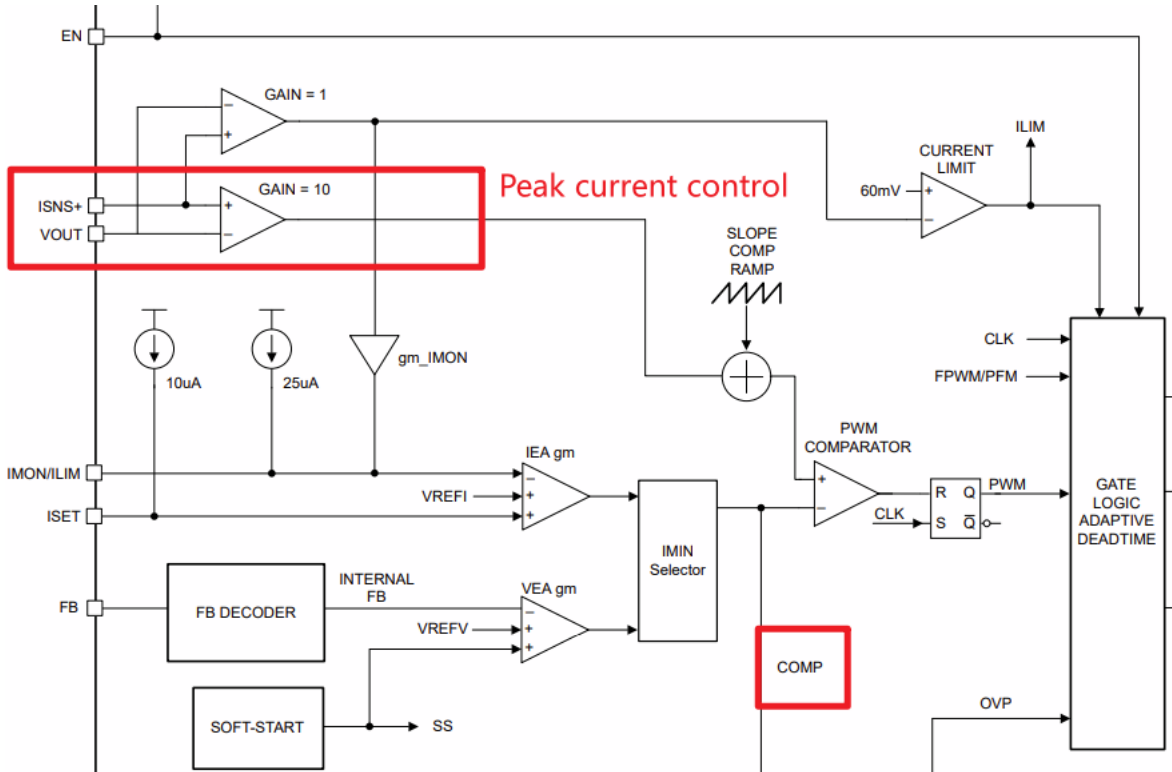 EN
GAIN = 1
ILIM
CURRENT
LIMIT
60mV
GAIN = 10
Peak current control
ISNS+
VOUT
SLOPE
COMP
RAMP
10uA
25uA
gm_IMON
CLK
FPWM/PFM
PWM
COMPARATOR
IEA gm
IMON/ILIM
VREFI
ISET
R Q
PWM
CLK
S Q
GATE
LOGIC
ADAPTIVE
DEADTIME
IMIN
Selector
INTERNAL
FB
VEA gm
FB
FB DECODER
VREFV
COMP
SOFT-START
SS
OVP